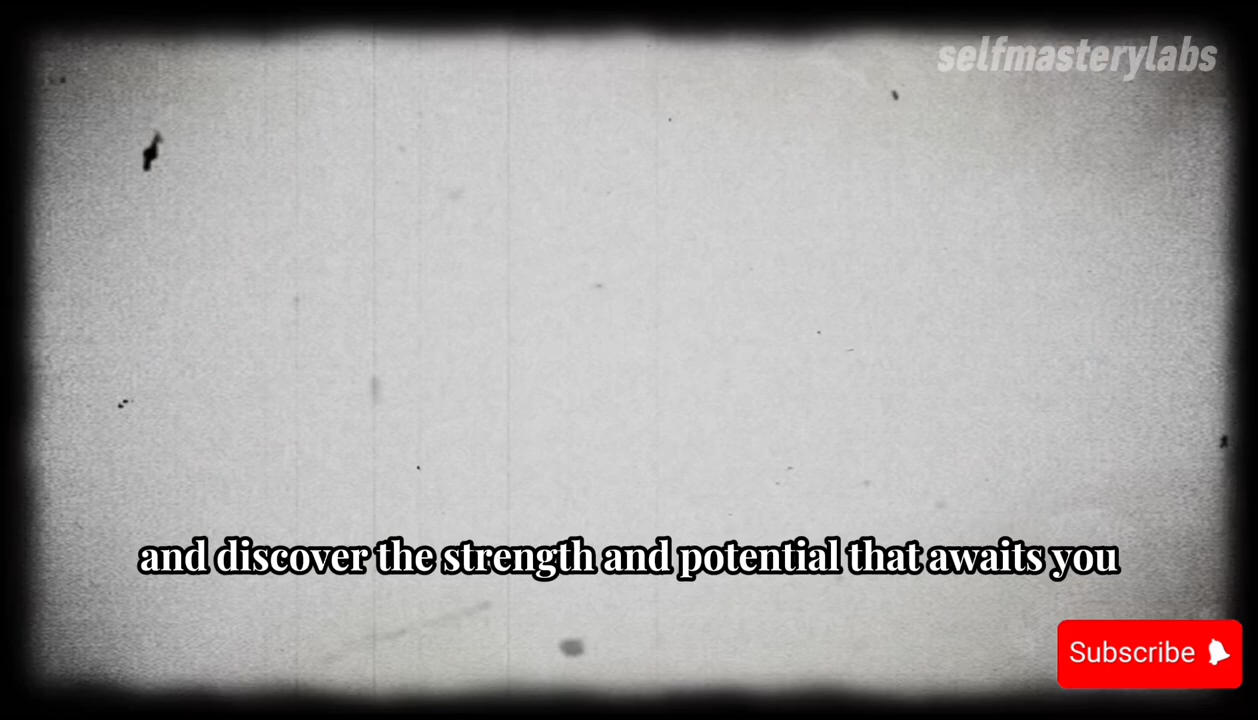 selfmasterylabs
and discover the strength and potential that awaits you
Subscribe